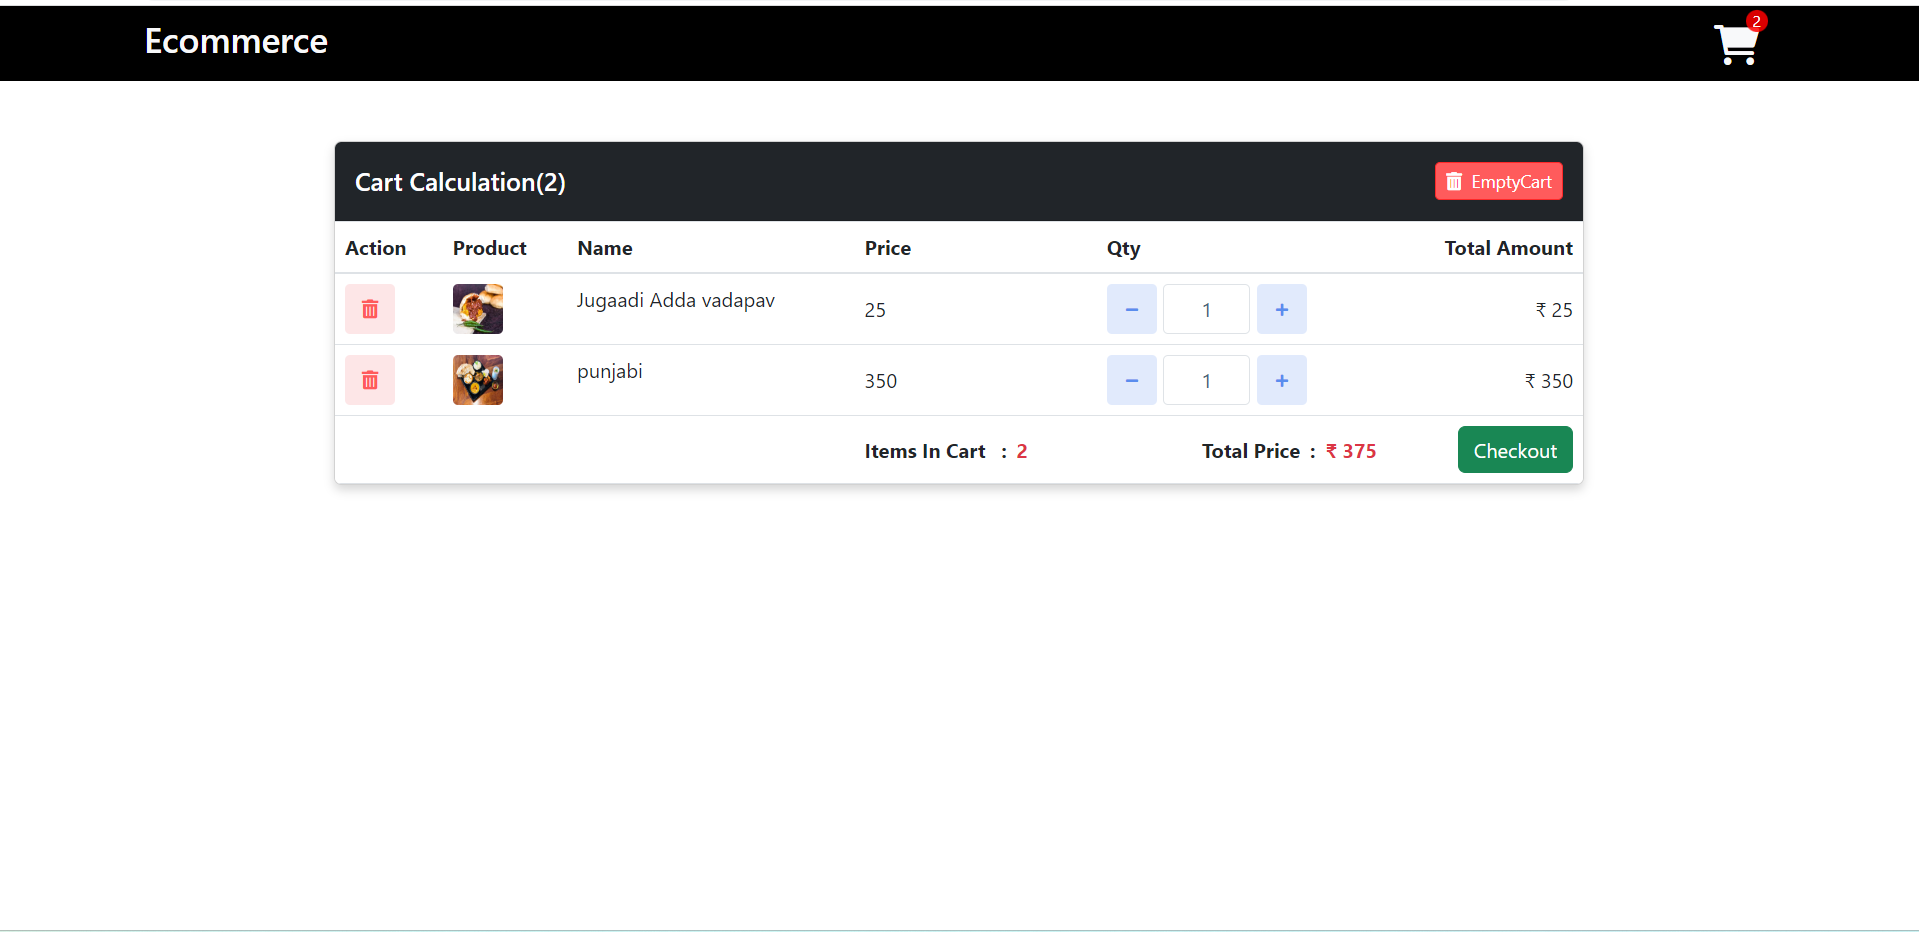 Ecommerce
2
Cart Calculation(2)
EmptyCart
Action Product Name Price Qty Total Amount
Jugaadi Adda vadapav 25 − 1 + ₹ 25
punjabi 350 − 1 + ₹ 350
Items In Cart : 2 Total Price : ₹ 375 Checkout